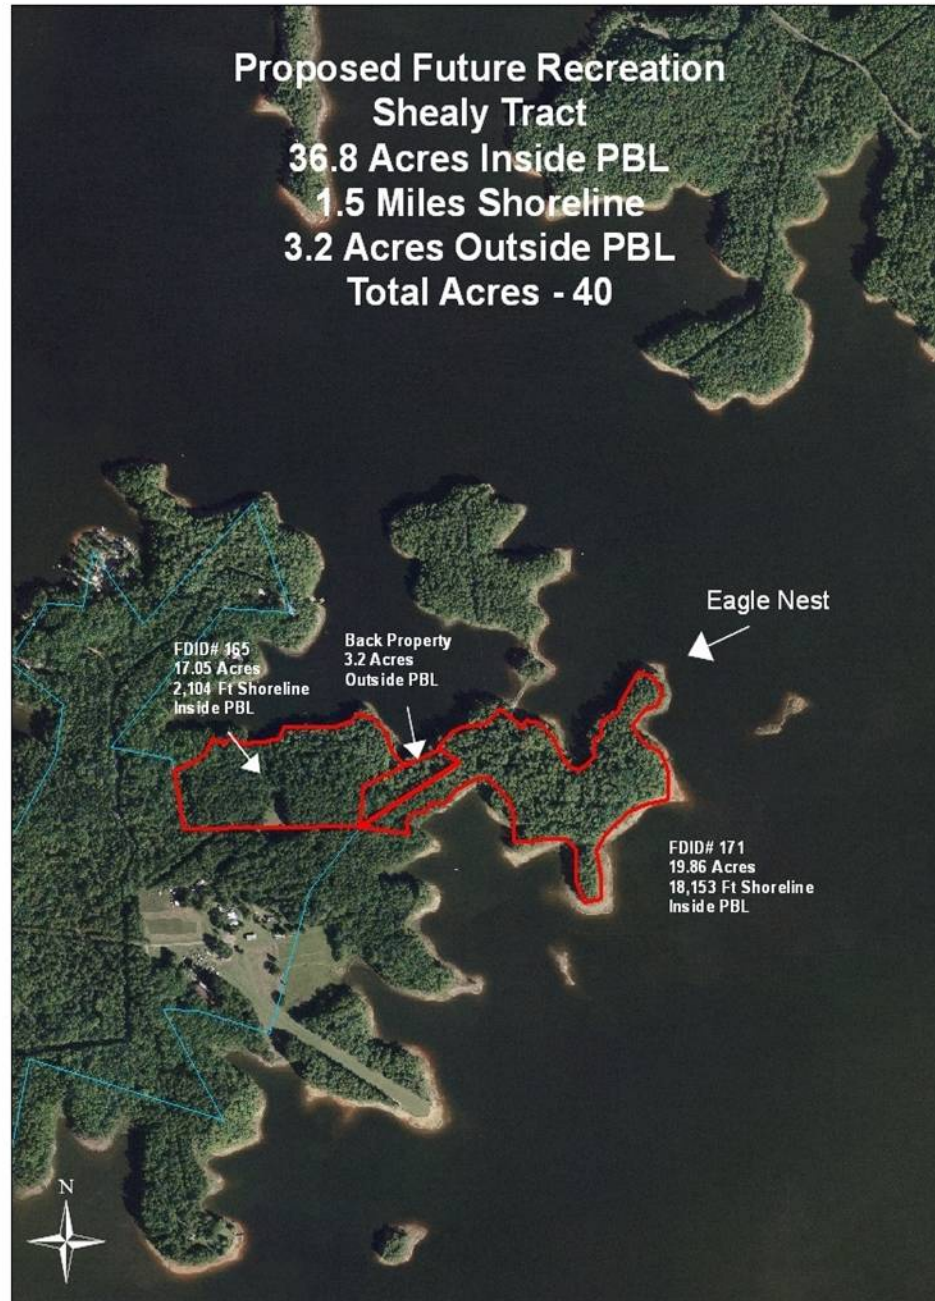 Proposed Future Recreation
Shealy Tract
36.8 Acres Inside PBL
1.5 Miles Shoreline
3.2 Acres Outside PBL
Total Acres - 40
Eagle Nest
FDID# 165
17.05 Acres
2,104 Ft Shoreline
Inside PBL
Back Property
3.2 Acres
Outside PBL
FDID# 171
19.86 Acres
18,153 Ft Shoreline
Inside PBL
N